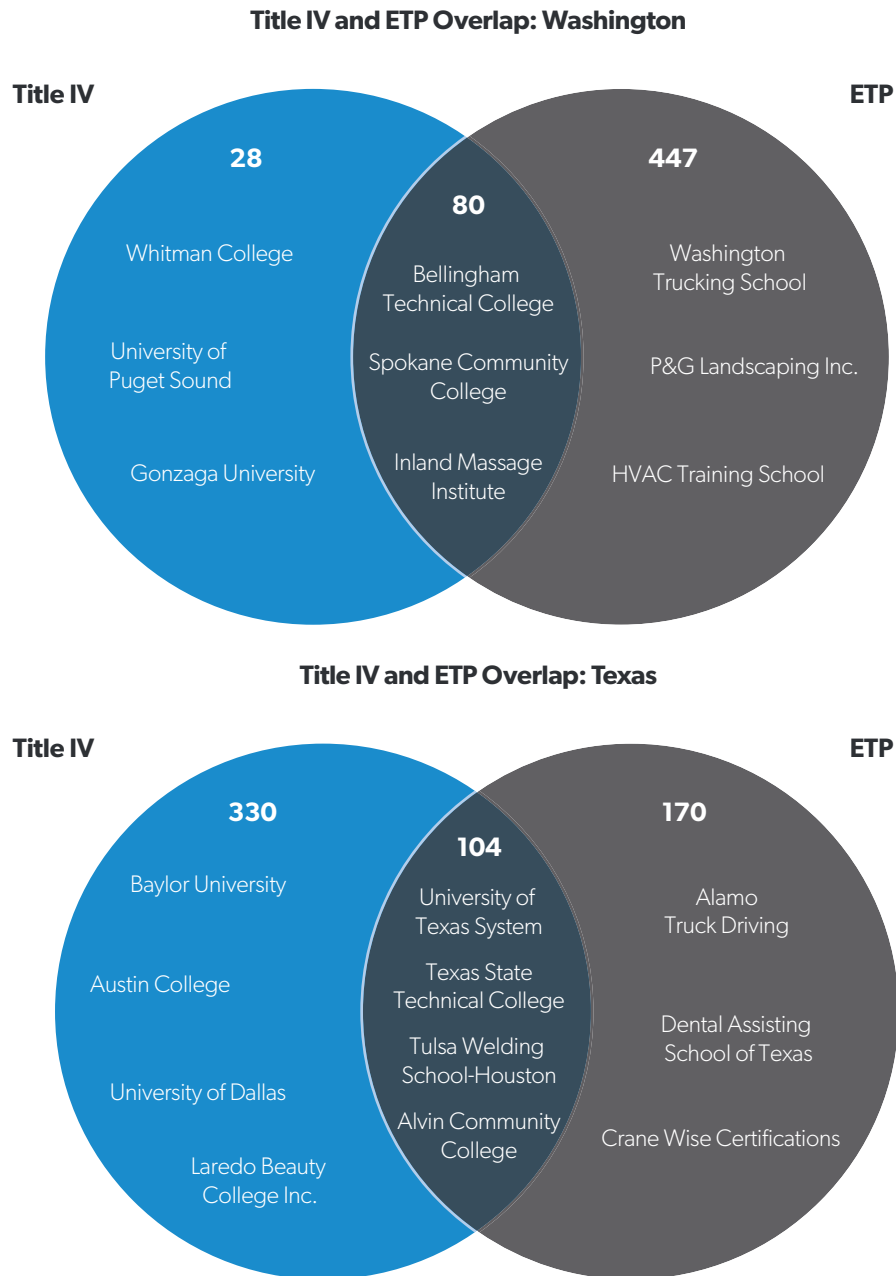 Title IV and ETP Overlap: Washington
Title IV
ETP
28
Whitman College
University of
Puget Sound
Gonzaga University
80
Bellingham
Technical College
Spokane Community
College
Inland Massage
Institute
447
Washington
Trucking School
P&G Landscaping Inc.
HVAC Training School
Title IV and ETP Overlap: Texas
Title IV
ETP
330
Baylor University
Austin College
University of Dallas
Laredo Beauty
College Inc.
104
University of
Texas System
Texas State
Technical College
Tulsa Welding
School-Houston
Alvin Community
College
170
Alamo
Truck Driving
Dental Assisting
School of Texas
Crane Wise Certifications